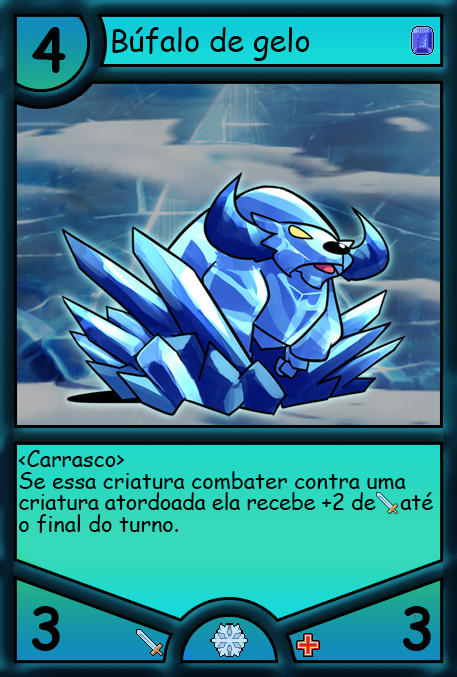 4
Búfalo de gelo
<Carrasco>
Se essa criatura combater contra uma
criatura atordoada ela recebe +2 de até
o final do turno.
3
3